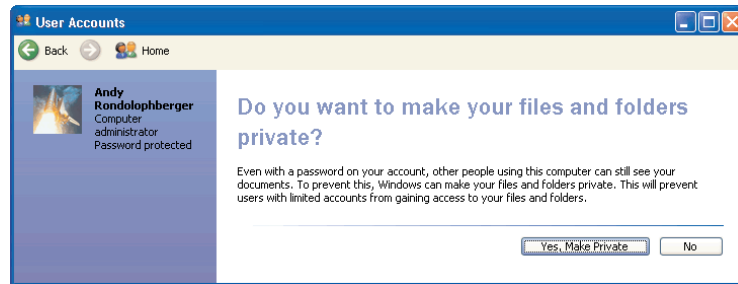 User Accounts
Back Home
Andy
Rondolophberger
Computer
administrator
Password protected
Do you want to make your files and folders
private?
Even with a password on your account, other people using this computer can still see your
documents. To prevent this, Windows can make your files and folders private. This will prevent
users with limited accounts from gaining access to your files and folders.
Yes, Make Private No